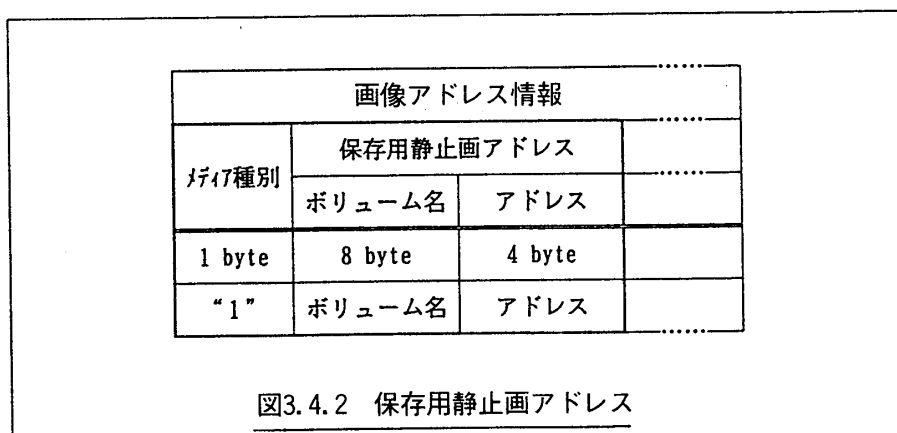 画像アドレス情報
保存用静止画アドレス
メディア種別
ボリューム名 アドレス
1 byte 8 byte 4 byte
“1” ボリューム名 アドレス
図3.4.2 保存用静止画アドレス